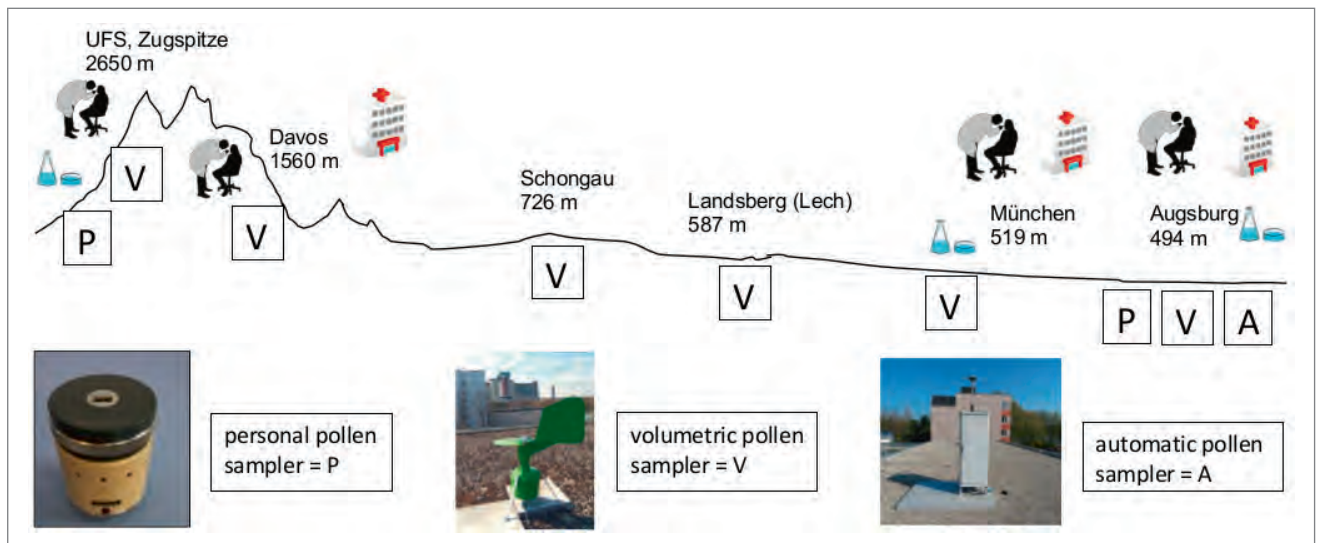 UFS, Zugspitze
2650 m
Davos
1560 m
Schongau
726 m
Landsberg (Lech)
587 m
München
519 m
Augsburg
494 m
V
P
V
V
V
V
P
V
A
personal pollen
sampler = P
volumetric pollen
sampler = V
automatic pollen
sampler = A